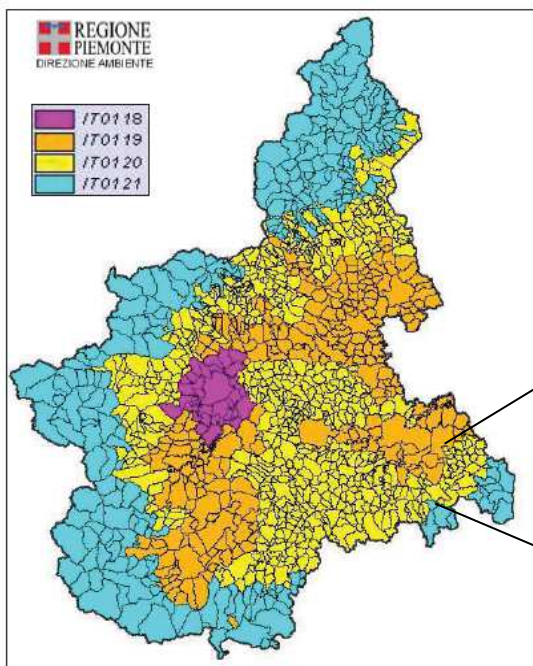 REGIONE
PIEMONTE
DIREZIONE AMBIENTE
IT0118
IT0119
IT0120
IT0121